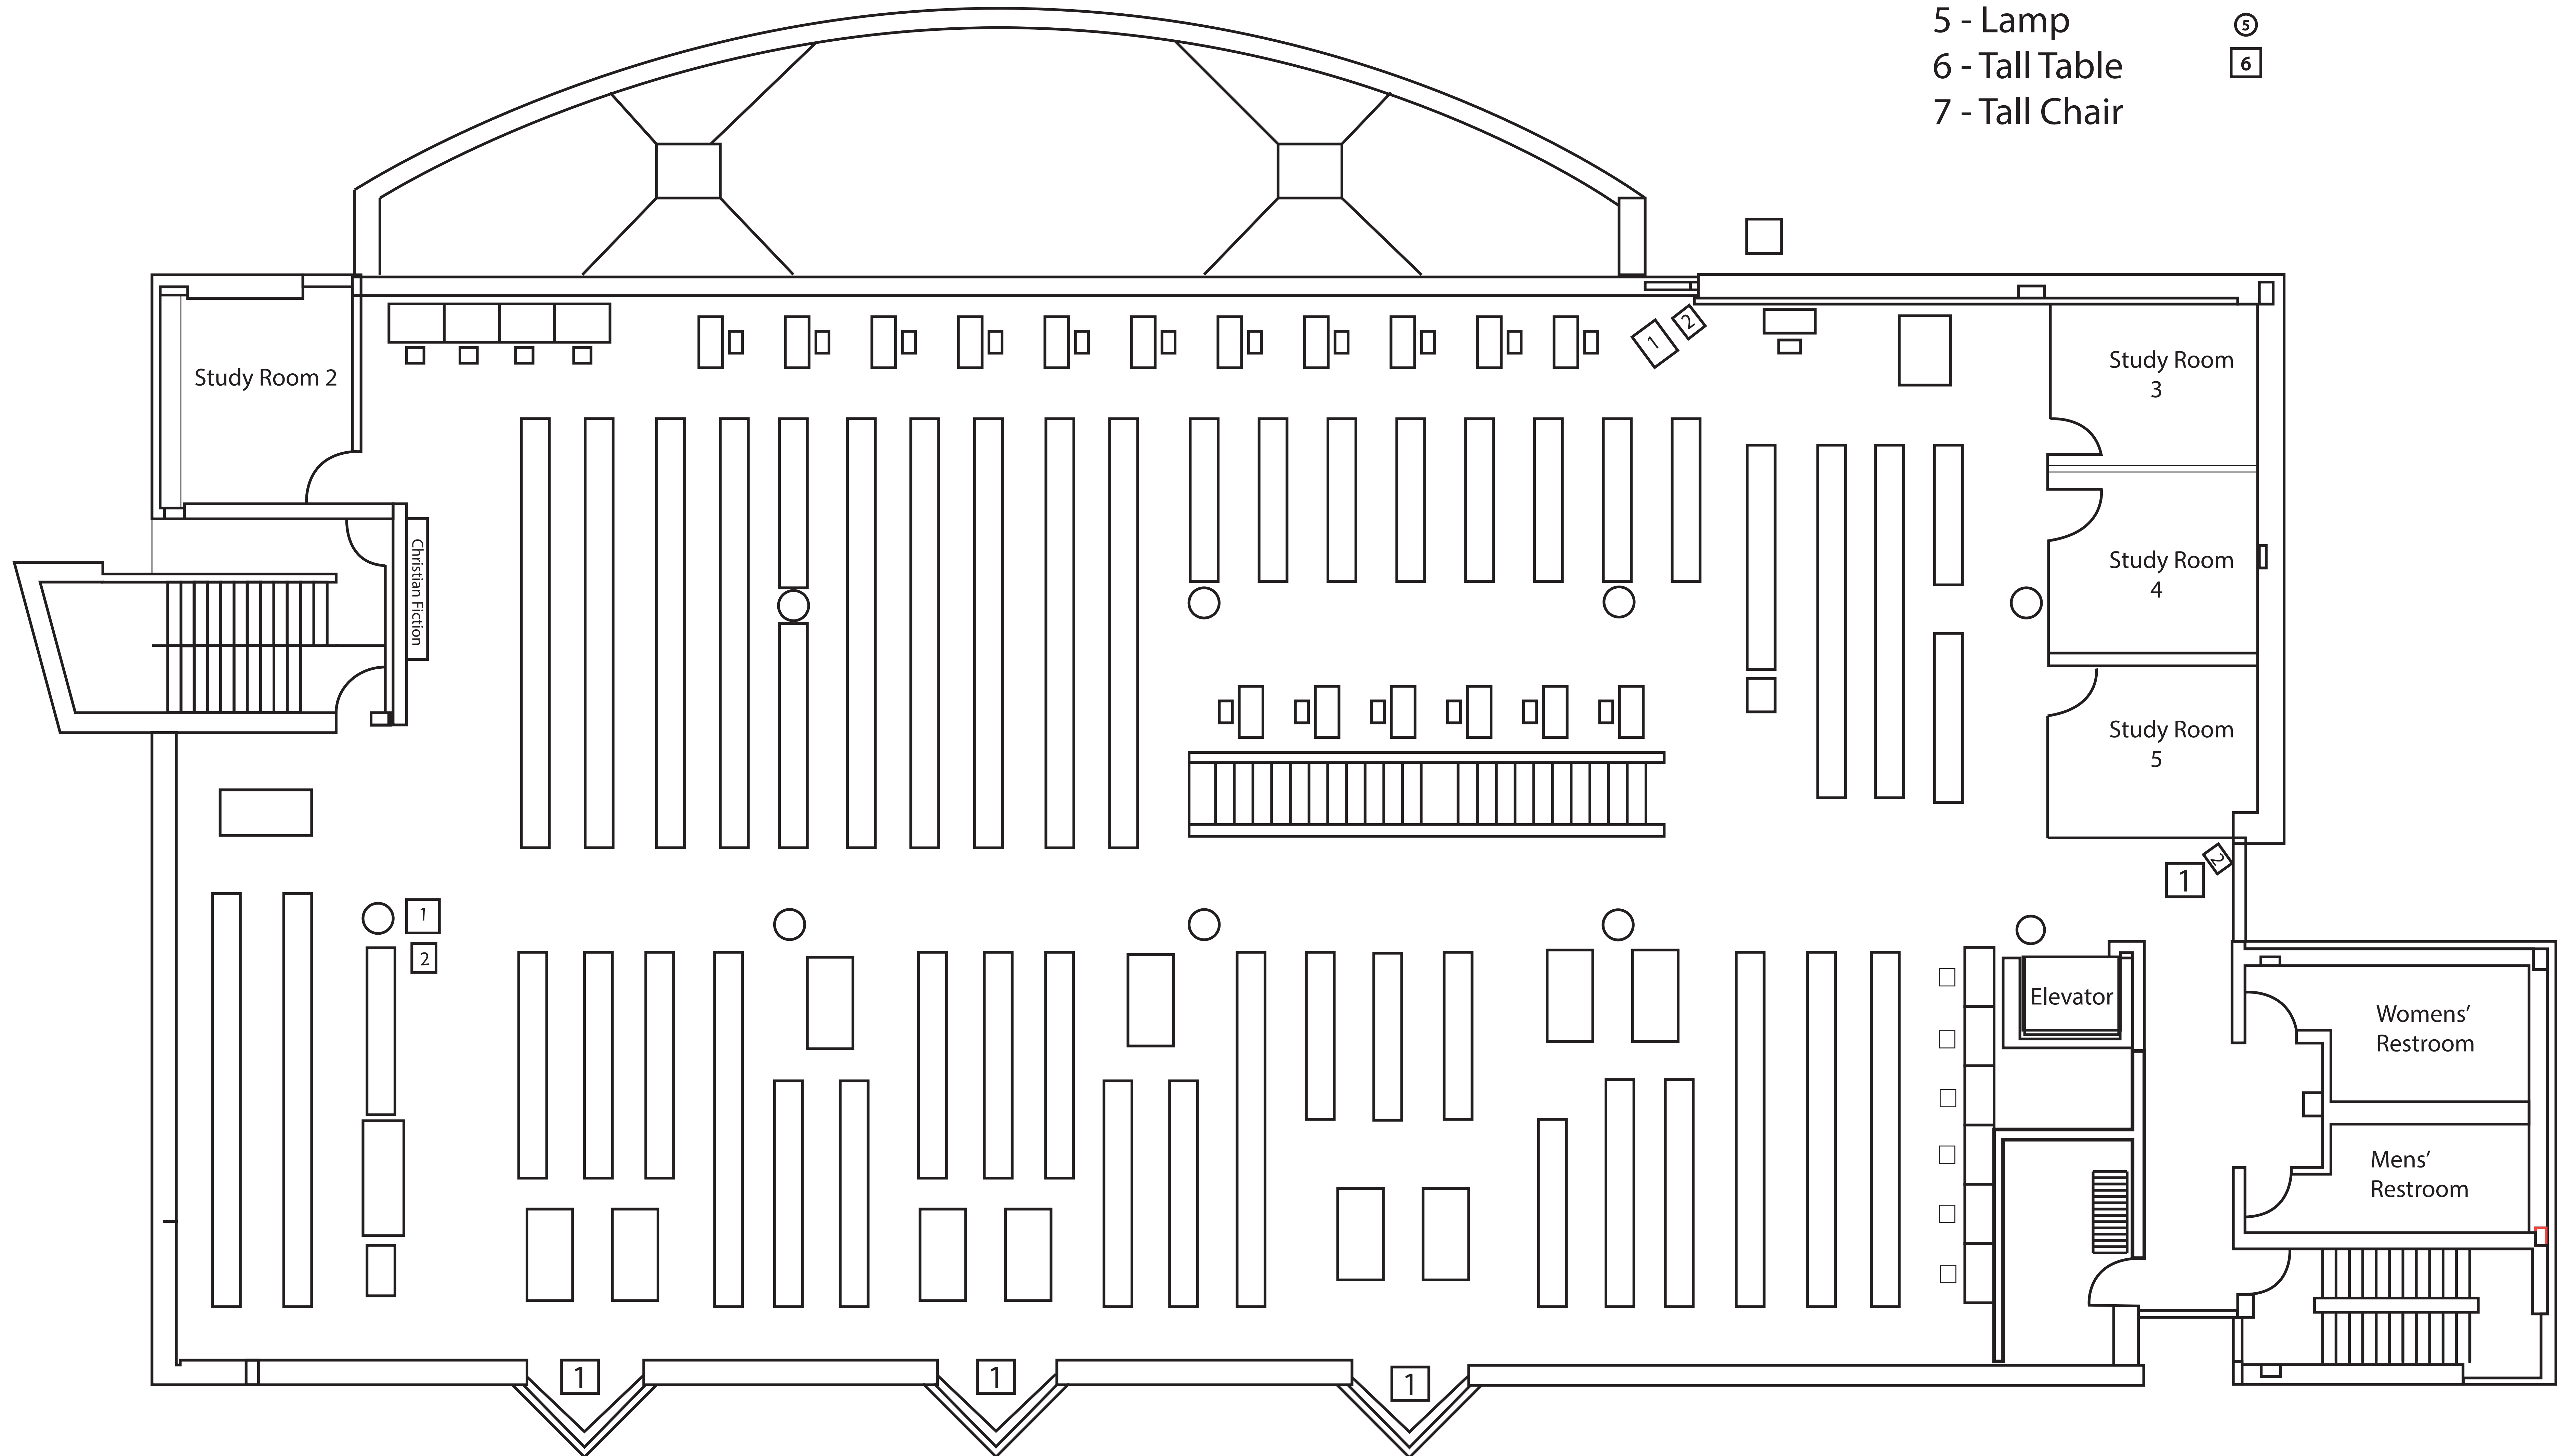 5 - Lamp
5
6 - Tall Table
6
7 - Tall Chair
Study Room 2
1
2
Study Room
3
Christian Fiction
Study Room
4
Study Room
5
1
2
1
2
Elevator
Womens’
Restroom
Mens’
Restroom
1
1
1